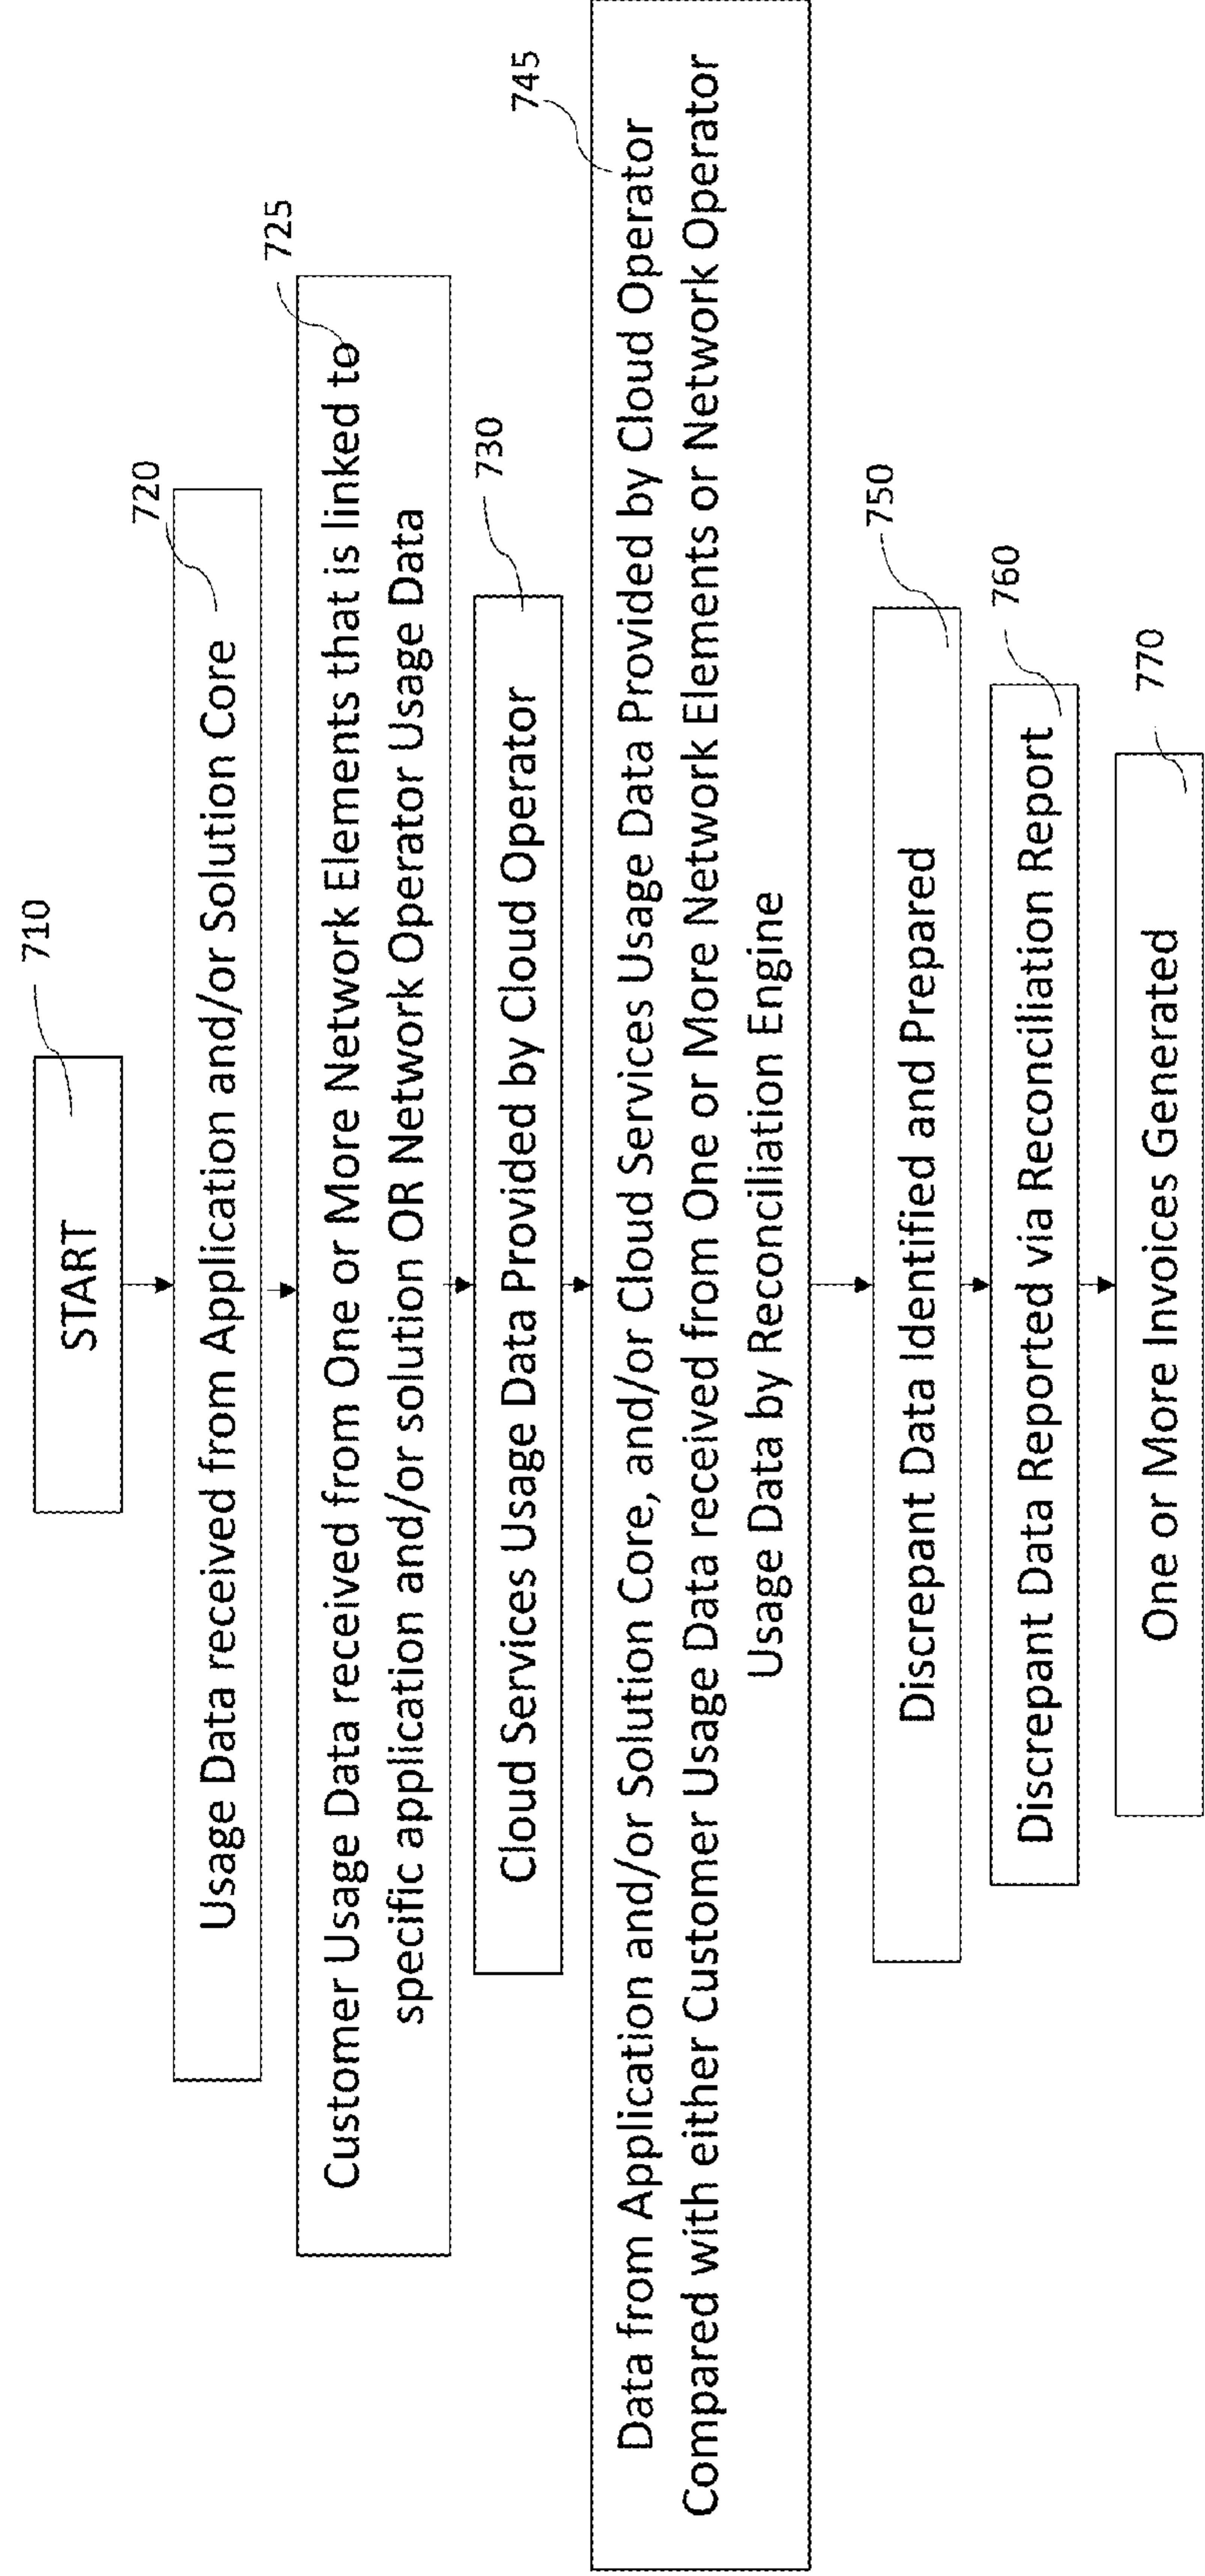 710
START
720
Usage Data received from Application and/or Solution Core
725
Customer Usage Data received from One or More Network Elements that is linked to
specific application and/or solution OR Network Operator Usage Data
730
Cloud Services Usage Data Provided by Cloud Operator
745
Data from Application and/or Solution Core, and/or Cloud Services Usage Data Provided by Cloud Operator
Compared with either Customer Usage Data received from One or More Network Elements or Network Operator
Usage Data by Reconciliation Engine
750
Discrepant Data Identified and Prepared
760
Discrepant Data Reported via Reconciliation Report
770
One or More Invoices Generated